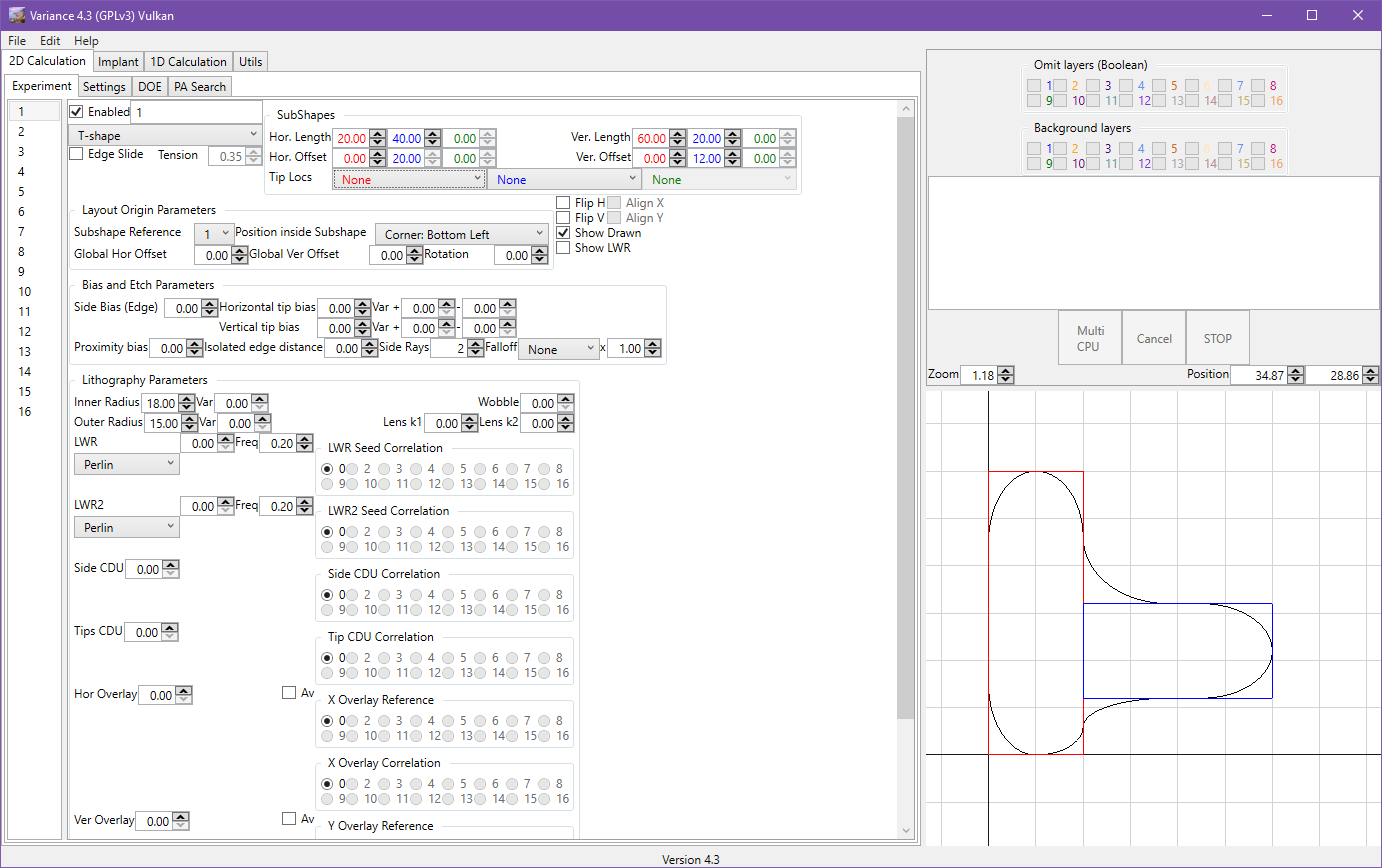 Variance 4.3 (GPLv3) Vulkan
File Edit Help
2D Calculation Implant 1D Calculation Utils
Experiment Settings DOE PA Search
1
2
3
4
5
6
7
8
9
10
11
12
13
14
15
16
Enabled 1
T-shape
Edge Slide Tension 0.35
SubShapes
Hor. Length 20.00 40.00 0.00 Ver. Length 60.00 20.00 0.00
Hor. Offset 0.00 20.00 0.00 Ver. Offset 0.00 12.00 0.00
Tip Locs None None None
Layout Origin Parameters
Subshape Reference 1 Position inside Subshape Corner: Bottom Left
Global Hor Offset 0.00 Global Ver Offset 0.00 Rotation 0.00
Flip H Align X
Flip V Align Y
Show Drawn
Show LWR
Bias and Etch Parameters
Side Bias (Edge) 0.00 Horizontal tip bias 0.00 Var + 0.00 - 0.00
Vertical tip bias 0.00 Var + 0.00 - 0.00
Proximity bias 0.00 Isolated edge distance 0.00 Side Rays 2 Falloff None x 1.00
Lithography Parameters
Inner Radius 18.00 Var 0.00 Wobble 0.00
Outer Radius 15.00 Var 0.00 Lens k1 0.00 Lens k2 0.00
LWR 0.00 Freq 0.20
Perlin
LWR Seed Correlation
0 2 3 4 5 6 7 8
9 10 11 12 13 14 15 16
LWR2 0.00 Freq 0.20
Perlin
LWR2 Seed Correlation
0 2 3 4 5 6 7 8
9 10 11 12 13 14 15 16
Side CDU 0.00
Side CDU Correlation
0 2 3 4 5 6 7 8
9 10 11 12 13 14 15 16
Tips CDU 0.00
Tip CDU Correlation
0 2 3 4 5 6 7 8
9 10 11 12 13 14 15 16
Hor Overlay 0.00 Av
X Overlay Reference
0 2 3 4 5 6 7 8
9 10 11 12 13 14 15 16
X Overlay Correlation
0 2 3 4 5 6 7 8
9 10 11 12 13 14 15 16
Ver Overlay 0.00 Av
Y Overlay Reference
Omit layers (Boolean)
1 2 3 4 5 6 7 8
9 10 11 12 13 14 15 16
Background layers
1 2 3 4 5 6 7 8
9 10 11 12 13 14 15 16
Multi
CPU
Cancel STOP
Zoom 1.18 Position 34.87 28.86
Version 4.3